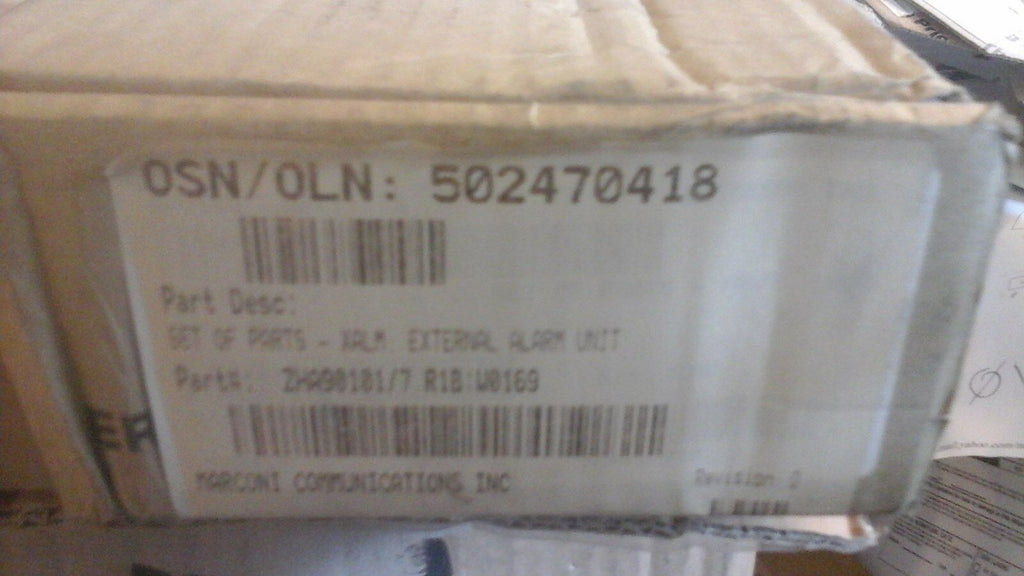 OSN/OLN: 502470418
Part Desc:
SET OF PARTS - XALM. EXTERNAL ALARM UNIT
Part#: ZHA90101/7 R1B:W0169
MARCONI COMMUNICATIONS INC
Revision 2